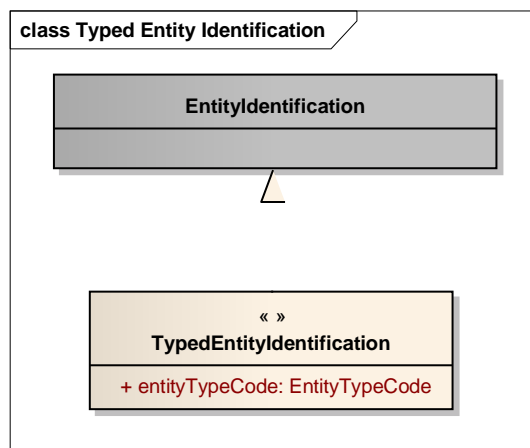 class Typed Entity Identification
EntityIdentification
« »
TypedEntityIdentification
+ entityTypeCode: EntityTypeCode